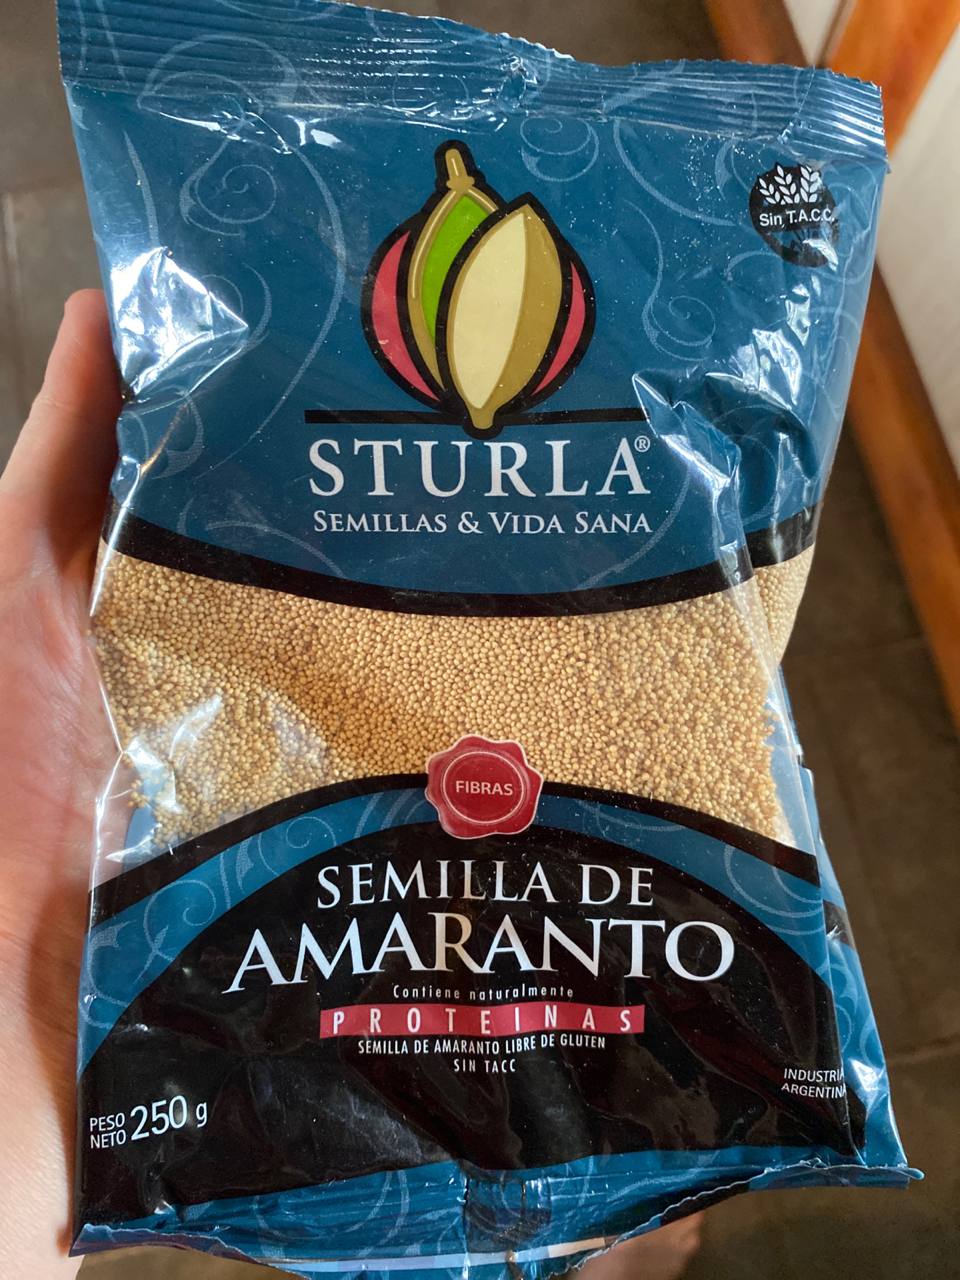 Sin T.A.C.C.
STURLA®
SEMILLAS & VIDA SANA
FIBRAS
SEMILLA DE
AMARANTO
Contiene naturalmente
PROTEINAS
SEMILLA DE AMARANTO LIBRE DE GLUTEN
SIN TACC
INDUSTRIA
ARGENTINA
PESO
NETO 250 g